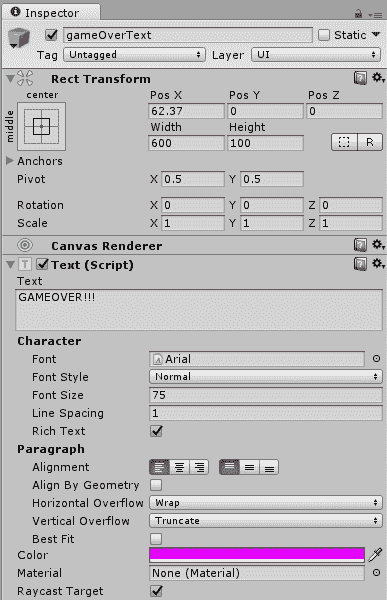 Inspector
gameOverText Static
Tag Untagged Layer UI
Rect Transform
center Pos X Pos Y Pos Z
middle 62.37 0 0
Width Height
600 100
R
Anchors
Pivot X 0.5 Y 0.5
Rotation X 0 Y 0 Z 0
Scale X 1 Y 1 Z 1
Canvas Renderer
T Text (Script)
Text
GAMEOVER!!!
Character
Font Arial
Font Style Normal
Font Size 75
Line Spacing 1
Rich Text
Paragraph
Alignment
Align By Geometry
Horizontal Overflow Wrap
Vertical Overflow Truncate
Best Fit
Color
Material None (Material)
Raycast Target